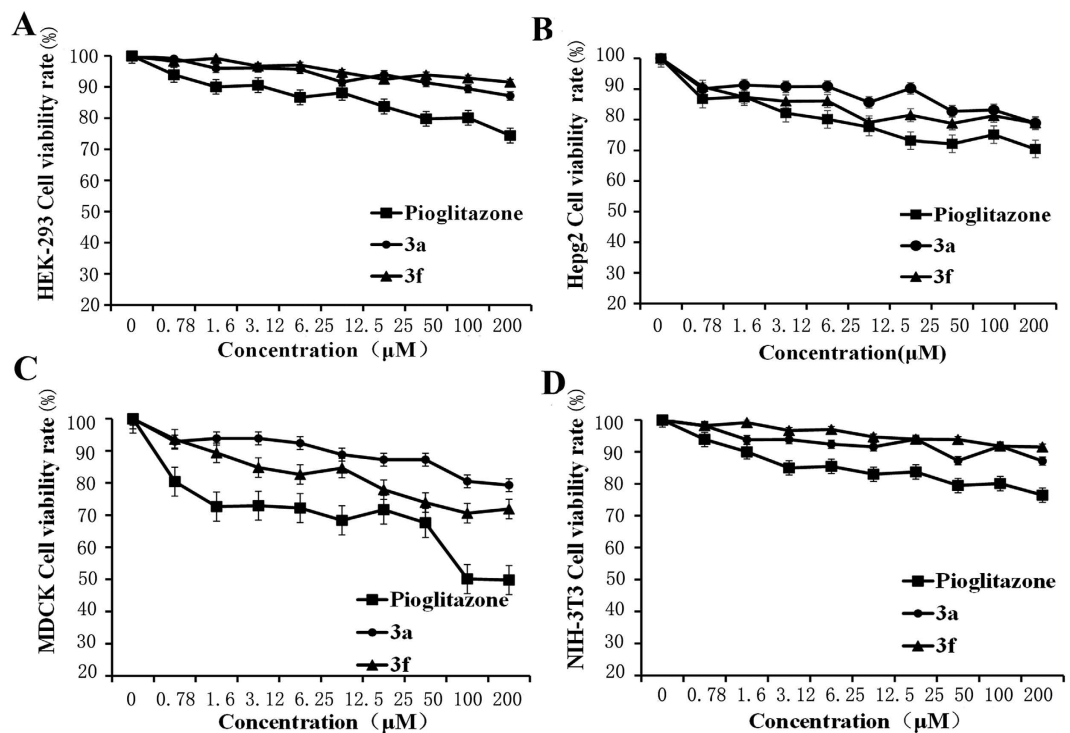 A
HEK-293 Cell viability rate(%)
100
90
80
70
60
50
40
30
20
Pioglitazone
3a
3f
0 0.78 1.6 3.12 6.25 12.5 25 50 100 200
Concentration (μM)
B
Hepg2 Cell viability rate(%)
100
90
80
70
60
50
40
30
20
Pioglitazone
3a
3f
0 0.78 1.6 3.12 6.25 12.5 25 50 100 200
Concentration(μM)
C
MDCK Cell viability rate(%)
100
90
80
70
60
50
40
30
20
Pioglitazone
3a
3f
0 0.78 1.6 3.12 6.25 12.5 25 50 100 200
Concentration (μM)
D
NIH-3T3 Cell viability rate(%)
100
90
80
70
60
50
40
30
20
Pioglitazone
3a
3f
0 0.78 1.6 3.12 6.25 12.5 25 50 100 200
Concentration (μM)